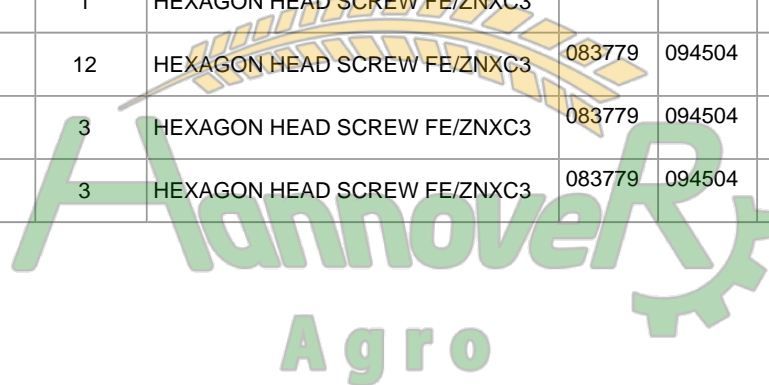 1 HEXAGON HEAD SCREW FE/ZNXC3
12 HEXAGON HEAD SCREW FE/ZNXC3 083779 094504
3 HEXAGON HEAD SCREW FE/ZNXC3 083779 094504
3 HEXAGON HEAD SCREW FE/ZNXC3 083779 094504
HannoveR
Agro